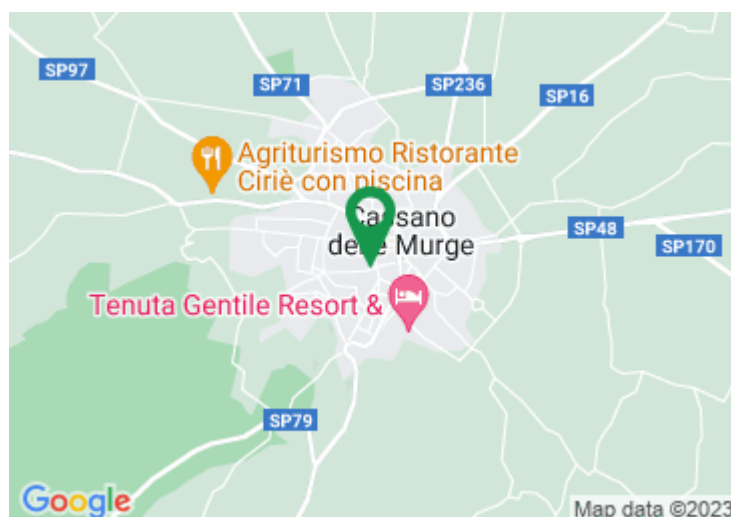 SP97
SP71
SP236
SP16
Agriturismo Ristorante
Ciriè con piscina
Cassano
delle Murge
SP48
SP170
Tenuta Gentile Resort &
SP79
Google
Map data ©2023